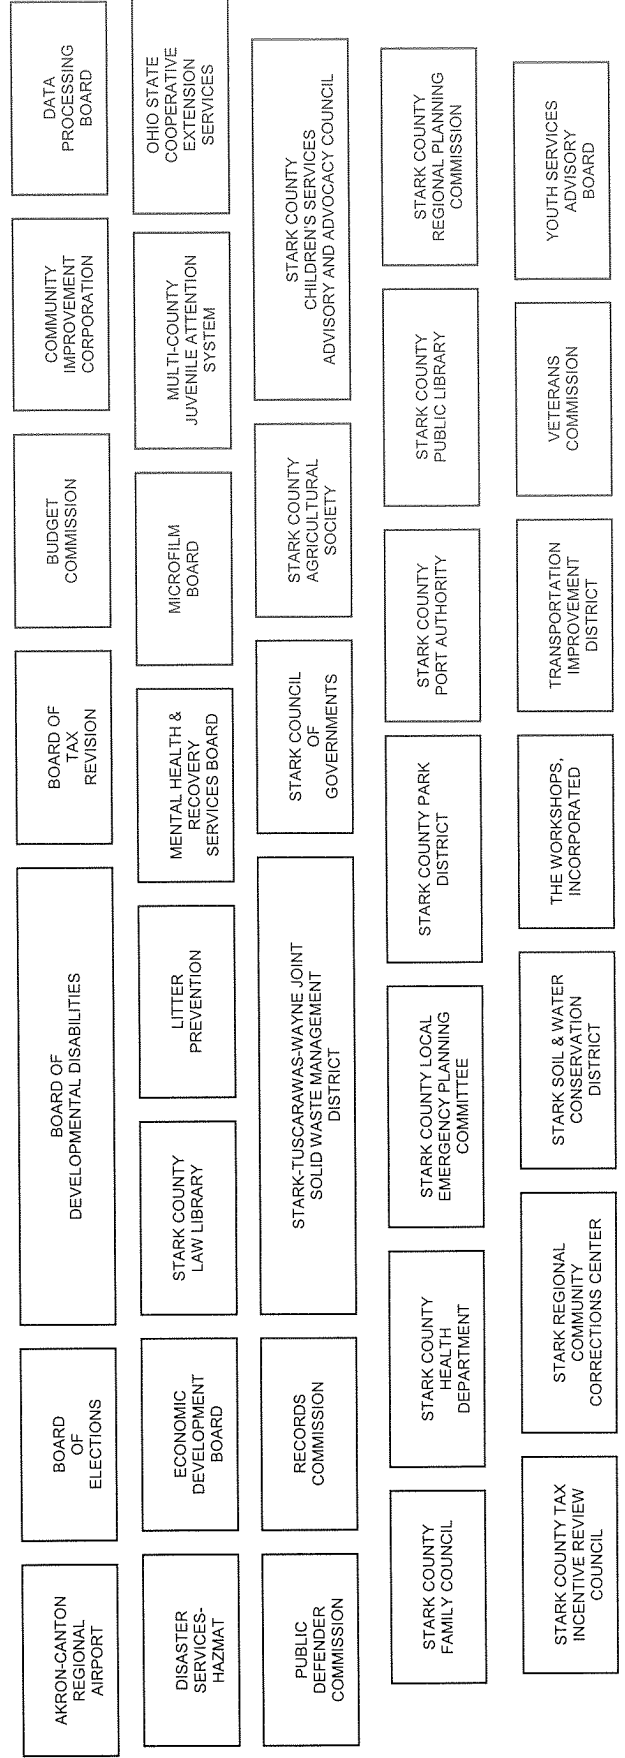 AKRON-CANTON
REGIONAL
AIRPORT
BOARD
OF
ELECTIONS
BOARD OF
DEVELOPMENTAL DISABILITIES
BOARD OF
TAX
REVISION
BUDGET
COMMISSION
COMMUNITY
IMPROVEMENT
CORPORATION
DATA
PROCESSING
BOARD
DISASTER
SERVICES-
HAZMAT
ECONOMIC
DEVELOPMENT
BOARD
STARK COUNTY
LAW LIBRARY
LITTER
PREVENTION
MENTAL HEALTH &
RECOVERY
SERVICES BOARD
MICROFILM
BOARD
MULTI-COUNTY
JUVENILE ATTENTION
SYSTEM
OHIO STATE
COOPERATIVE
EXTENSION
SERVICES
PUBLIC
DEFENDER
COMMISSION
RECORDS
COMMISSION
STARK-TUSCARAWAS-WAYNE JOINT
SOLID WASTE MANAGEMENT
DISTRICT
STARK COUNCIL
OF
GOVERNMENTS
STARK COUNTY
AGRICULTURAL
SOCIETY
STARK COUNTY
CHILDREN'S SERVICES
ADVISORY AND ADVOCACY COUNCIL
STARK COUNTY
FAMILY COUNCIL
STARK COUNTY
HEALTH
DEPARTMENT
STARK COUNTY LOCAL
EMERGENCY PLANNING
COMMITTEE
STARK COUNTY PARK
DISTRICT
STARK COUNTY
PORT AUTHORITY
STARK COUNTY
PUBLIC LIBRARY
STARK COUNTY
REGIONAL PLANNING
COMMISSION
STARK COUNTY TAX
INCENTIVE REVIEW
COUNCIL
STARK REGIONAL
COMMUNITY
CORRECTIONS CENTER
STARK SOIL & WATER
CONSERVATION
DISTRICT
THE WORKSHOPS,
INCORPORATED
TRANSPORTATION
IMPROVEMENT
DISTRICT
VETERANS
COMMISSION
YOUTH SERVICES
ADVISORY
BOARD